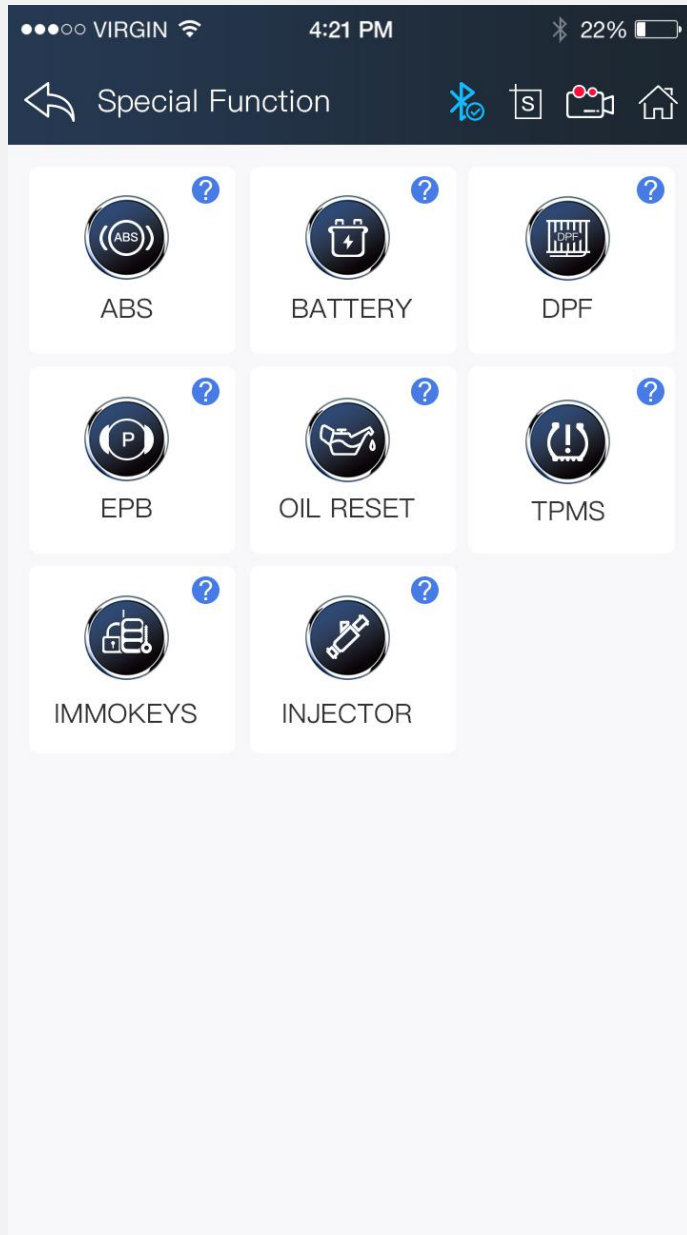 VIRGIN 4:21 PM 22%
Special Function S
? ? ?
(ABS) DPF
ABS BATTERY DPF
? ? ?
P
EPB OIL RESET TPMS
? ?
IMMOKEYS INJECTOR